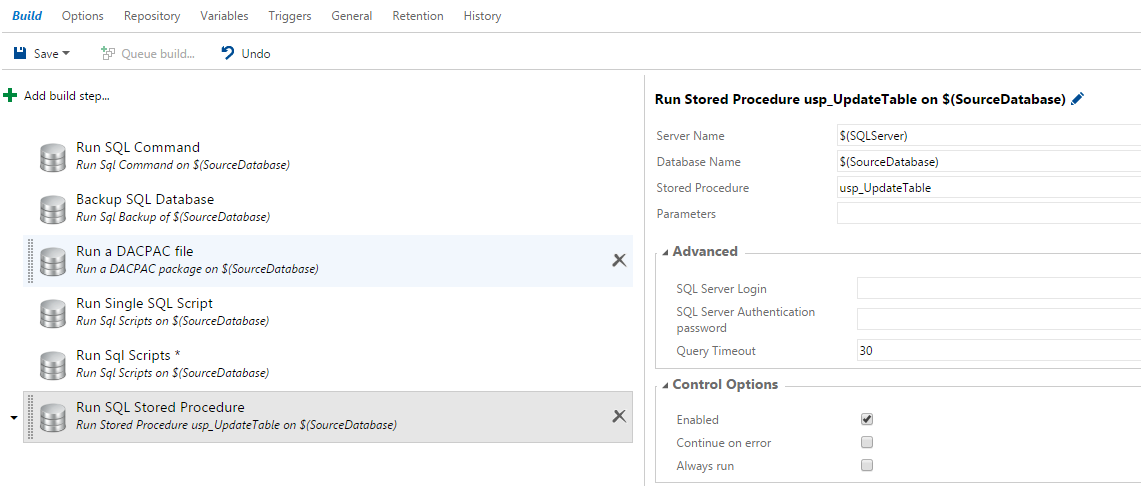 Build Options Repository Variables Triggers General Retention History
Save Queue build... Undo
Add build step...
Run SQL Command
Run Sql Command on $(SourceDatabase)
Backup SQL Database
Run Sql Backup of $(SourceDatabase)
Run a DACPAC file
Run a DACPAC package on $(SourceDatabase)
Run Single SQL Script
Run Sql Scripts on $(SourceDatabase)
Run Sql Scripts *
Run Sql Scripts on $(SourceDatabase)
Run SQL Stored Procedure
Run Stored Procedure usp_UpdateTable on $(SourceDatabase)
Run Stored Procedure usp_UpdateTable on $(SourceDatabase)
Server Name $(SQLServer)
Database Name $(SourceDatabase)
Stored Procedure usp_UpdateTable
Parameters
Advanced
SQL Server Login
SQL Server Authentication
password
Query Timeout 30
Control Options
Enabled
Continue on error
Always run